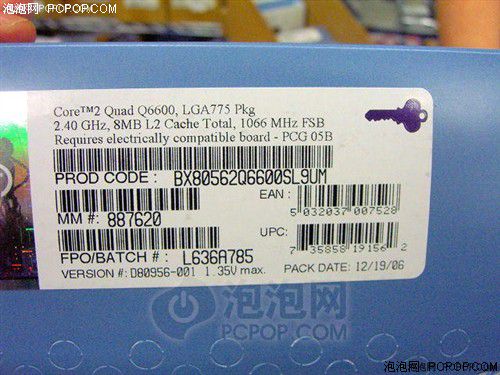 泡泡网 PCPOP.COM
Core™2 Quad Q6600, LGA775 Pkg
2.40 GHz, 8MB L2 Cache Total, 1066 MHz FSB
Requires electrically compatible board - PCG 05B
PROD CODE : BX80562Q6600SL9UM
EAN :
5 032037 007528
MM #: 887620
UPC:
7 35858 19156 2
FPO/BATCH # : L636A785
VERSION #: D80956-001 1.35V max.
PACK DATE: 12/19/06
泡泡网
PCPOP.COM
泡泡网 PCPOP.COM